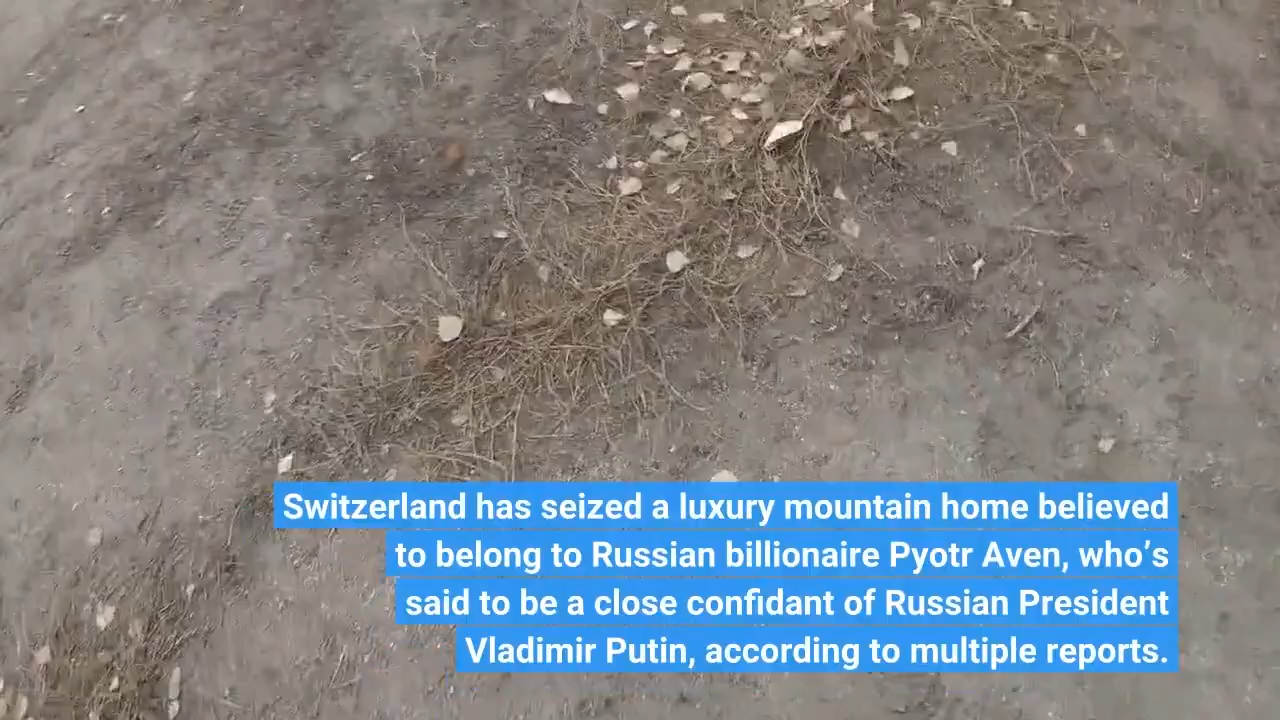 Switzerland has seized a luxury mountain home believed
to belong to Russian billionaire Pyotr Aven, who’s
said to be a close confidant of Russian President
Vladimir Putin, according to multiple reports.